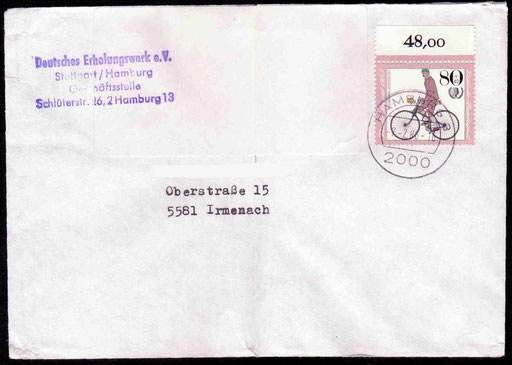 Deutsches Erholungswerk e.V.
Stuttgart/Hamburg
Geschäftsstelle
Schlüterstr. 26, 2 Hamburg 13
48,00
80
HAMBURG
2000
Oberstraße 15
5581 Irmenach